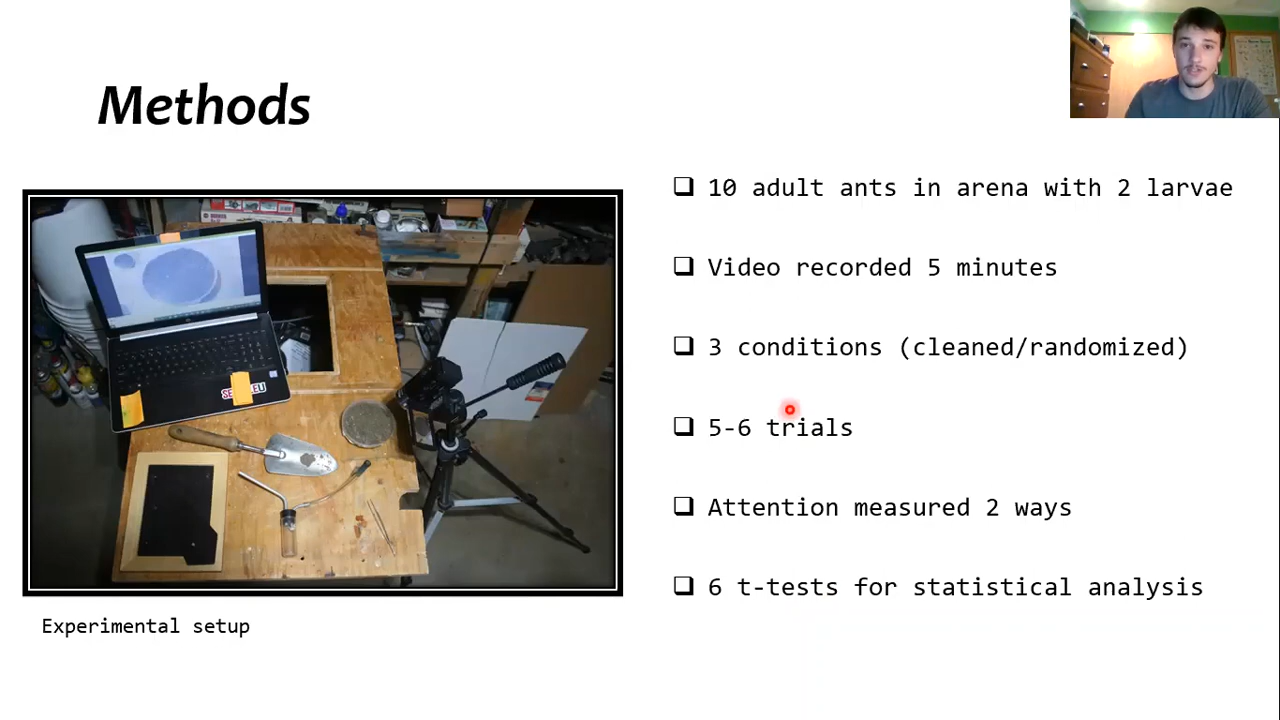 Methods
10 adult ants in arena with 2 larvae
Video recorded 5 minutes
3 conditions (cleaned/randomized)
5-6 trials
Attention measured 2 ways
6 t-tests for statistical analysis
Experimental setup